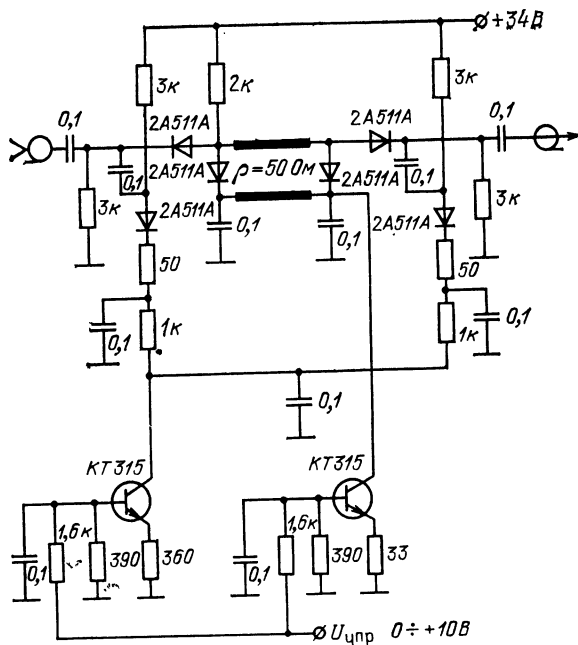 +34В
3к
2к
3к
0,1
2А511А
0,1
0,1
2А511А
ρ=50 Ом
2А511А
0,1
3к
2А511А
0,1
0,1
2А511А
3к
50
50
0,1
1к
1к
0,1
0,1
КТ315
КТ315
1,6к
1,6к
0,1
390
360
0,1
390
33
Uупр 0÷+10В